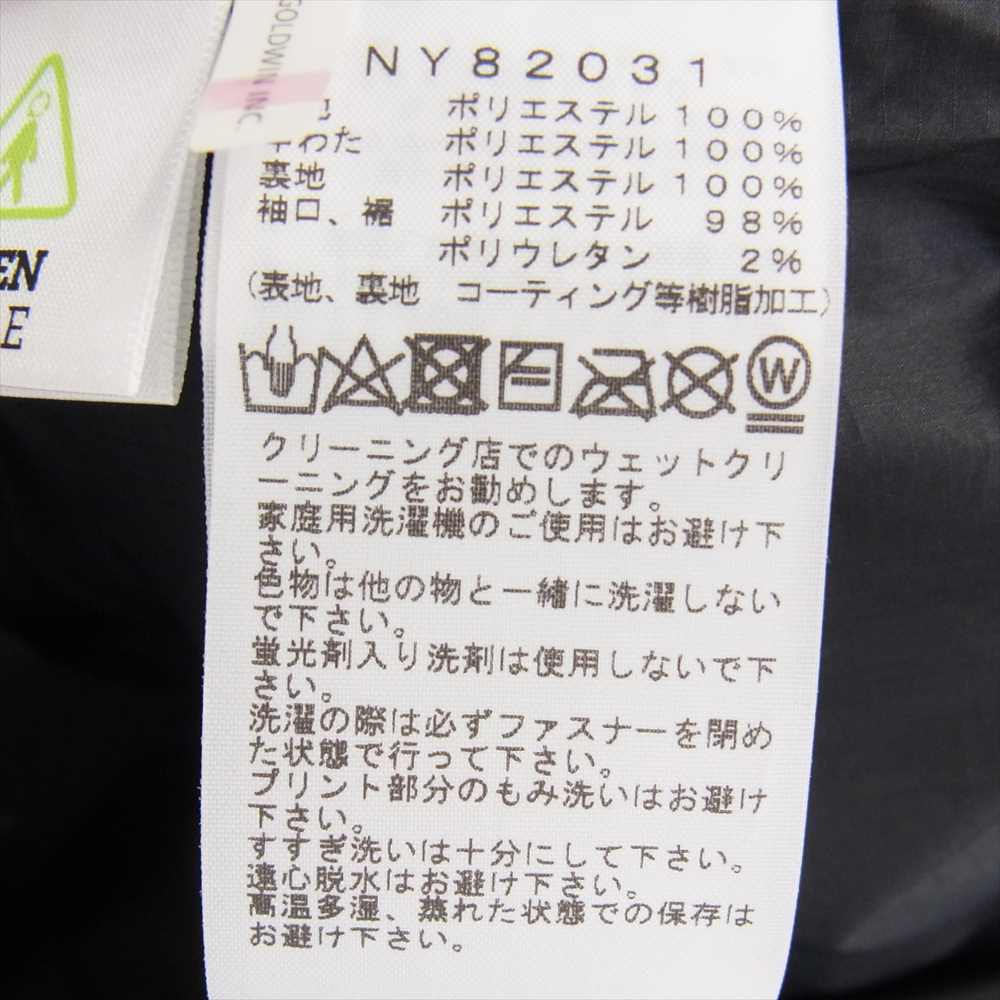 GOLDWIN INC.
NY82031
ポリエステル 100%
中わた ポリエステル 100%
裏地 ポリエステル 100%
袖口、裾 ポリエステル 98%
ポリウレタン 2%
(表地、裏地 コーティング等樹脂加工)
W
クリーニング店でのウェットクリ
ーニングをお勧めします。
家庭用洗濯機のご使用はお避け下
さい。
色物は他の物と一緒に洗濯しない
で下さい。
蛍光剤入り洗剤は使用しないで下
さい。
洗濯の際は必ずファスナーを閉め
た状態で行って下さい。
プリント部分のもみ洗いはお避け
下さい。
すすぎ洗いは十分にして下さい。
遠心脱水はお避け下さい。
高温多湿、蒸れた状態での保存は
お避け下さい。